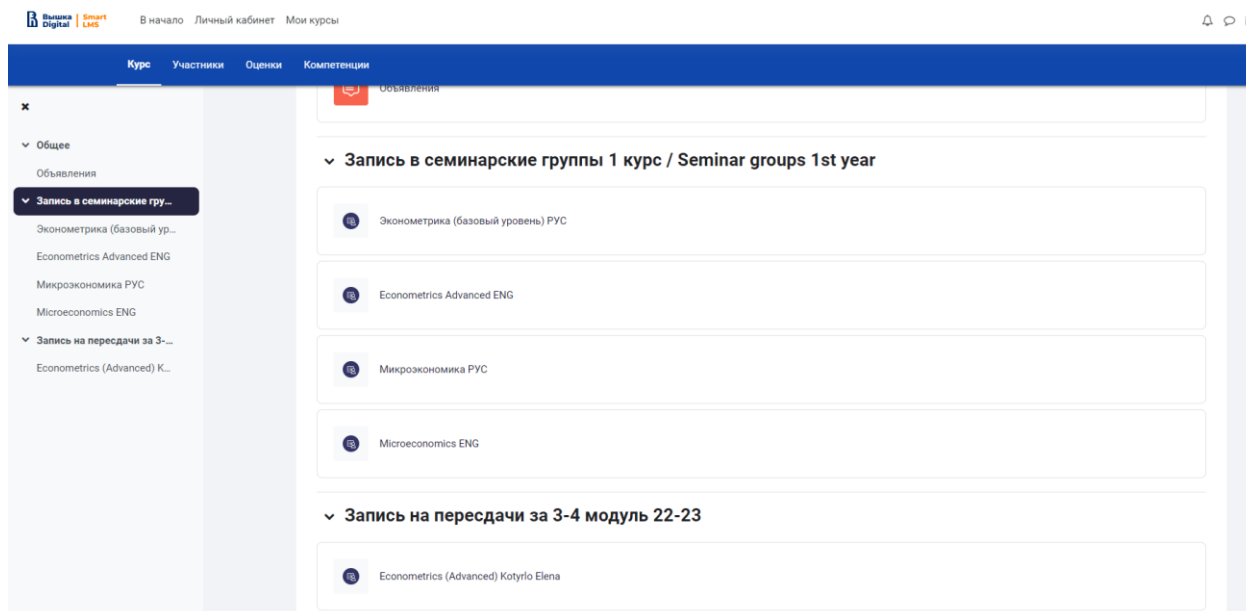 Вышка Digital Smart LMS
В начало Личный кабинет Мои курсы
Курс Участники Оценки Компетенции
Общее
Объявления
Запись в семинарские гру...
Эконометрика (базовый ур...
Econometrics Advanced ENG
Микроэкономика РУС
Microeconomics ENG
Запись на пересдачи за 3-...
Econometrics (Advanced) K...
Объявления
Запись в семинарские группы 1 курс / Seminar groups 1st year
Эконометрика (базовый уровень) РУС
Econometrics Advanced ENG
Микроэкономика РУС
Microeconomics ENG
Запись на пересдачи за 3-4 модуль 22-23
Econometrics (Advanced) Kotyrlo Elena